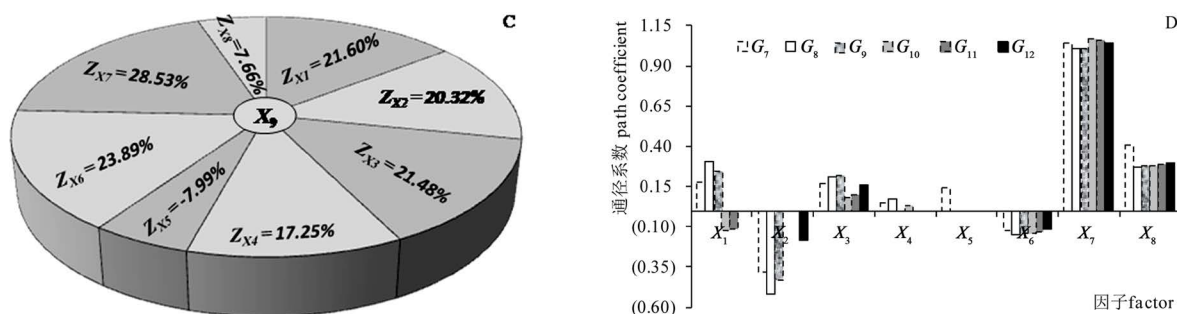 C
Z_X8=7.66%
Z_X1=21.60%
Z_X7=28.53%
Z_X2=20.32%
X9
Z_X6=23.89%
Z_X3=21.48%
Z_X5=-7.99%
Z_X4=17.25%
D
通径系数 path coefficient
1.15
G7 G8 G9 G10 G11 G12
0.90
0.65
0.40
0.15
(0.10)
X1 X2 X3 X4 X5 X6 X7 X8
(0.35)
(0.60)
因子factor